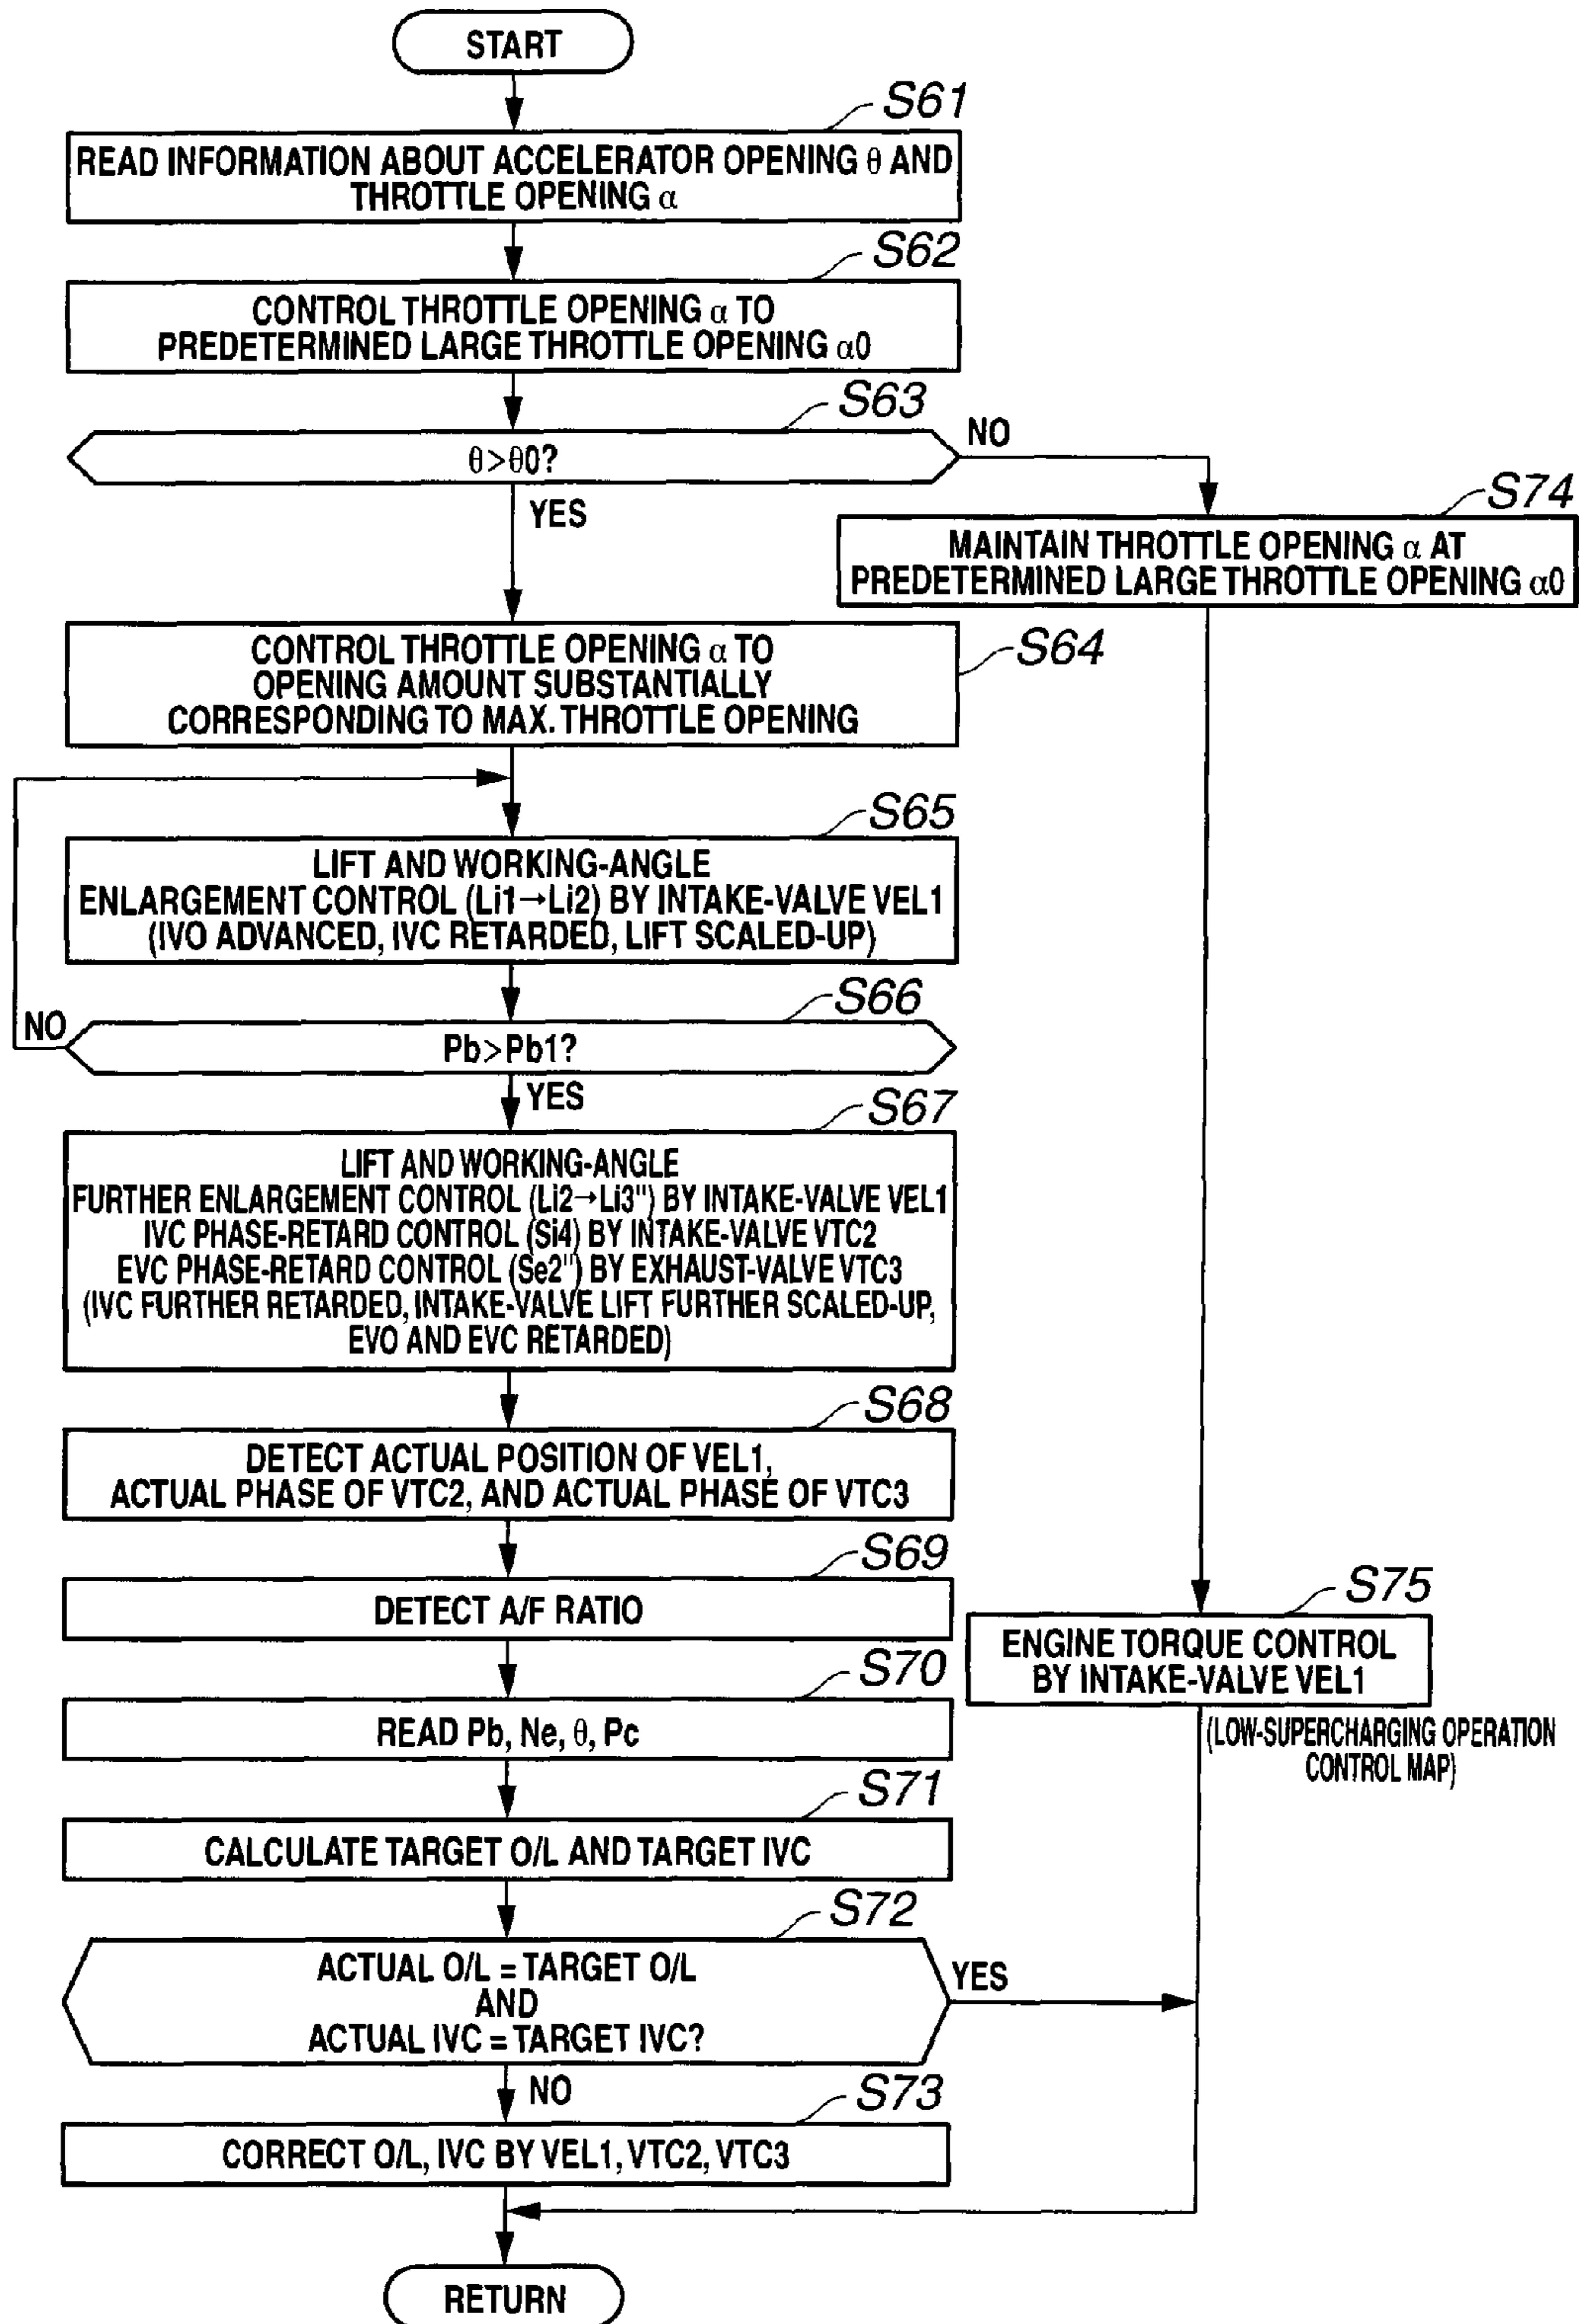 START
S61
READ INFORMATION ABOUT ACCELERATOR OPENING θ AND
THROTTLE OPENING α
S62
CONTROL THROTTLE OPENING α TO
PREDETERMINED LARGE THROTTLE OPENING α0
S63
θ>θ0?
NO
YES
S74
MAINTAIN THROTTLE OPENING α AT
PREDETERMINED LARGE THROTTLE OPENING α0
S64
CONTROL THROTTLE OPENING α TO
OPENING AMOUNT SUBSTANTIALLY
CORRESPONDING TO MAX. THROTTLE OPENING
S65
LIFT AND WORKING-ANGLE
ENLARGEMENT CONTROL (Li1→Li2) BY INTAKE-VALVE VEL1
(IVO ADVANCED, IVC RETARDED, LIFT SCALED-UP)
S66
Pb>Pb1?
NO
YES
S67
LIFT AND WORKING-ANGLE
FURTHER ENLARGEMENT CONTROL (Li2→Li3") BY INTAKE-VALVE VEL1
IVC PHASE-RETARD CONTROL (Si4) BY INTAKE-VALVE VTC2
EVC PHASE-RETARD CONTROL (Se2") BY EXHAUST-VALVE VTC3
(IVC FURTHER RETARDED, INTAKE-VALVE LIFT FURTHER SCALED-UP,
EVO AND EVC RETARDED)
S68
DETECT ACTUAL POSITION OF VEL1,
ACTUAL PHASE OF VTC2, AND ACTUAL PHASE OF VTC3
S69
DETECT A/F RATIO
S75
ENGINE TORQUE CONTROL
BY INTAKE-VALVE VEL1
(LOW-SUPERCHARGING OPERATION
CONTROL MAP)
S70
READ Pb, Ne, θ, Pc
S71
CALCULATE TARGET O/L AND TARGET IVC
S72
ACTUAL O/L = TARGET O/L
AND
ACTUAL IVC = TARGET IVC?
YES
NO
S73
CORRECT O/L, IVC BY VEL1, VTC2, VTC3
RETURN